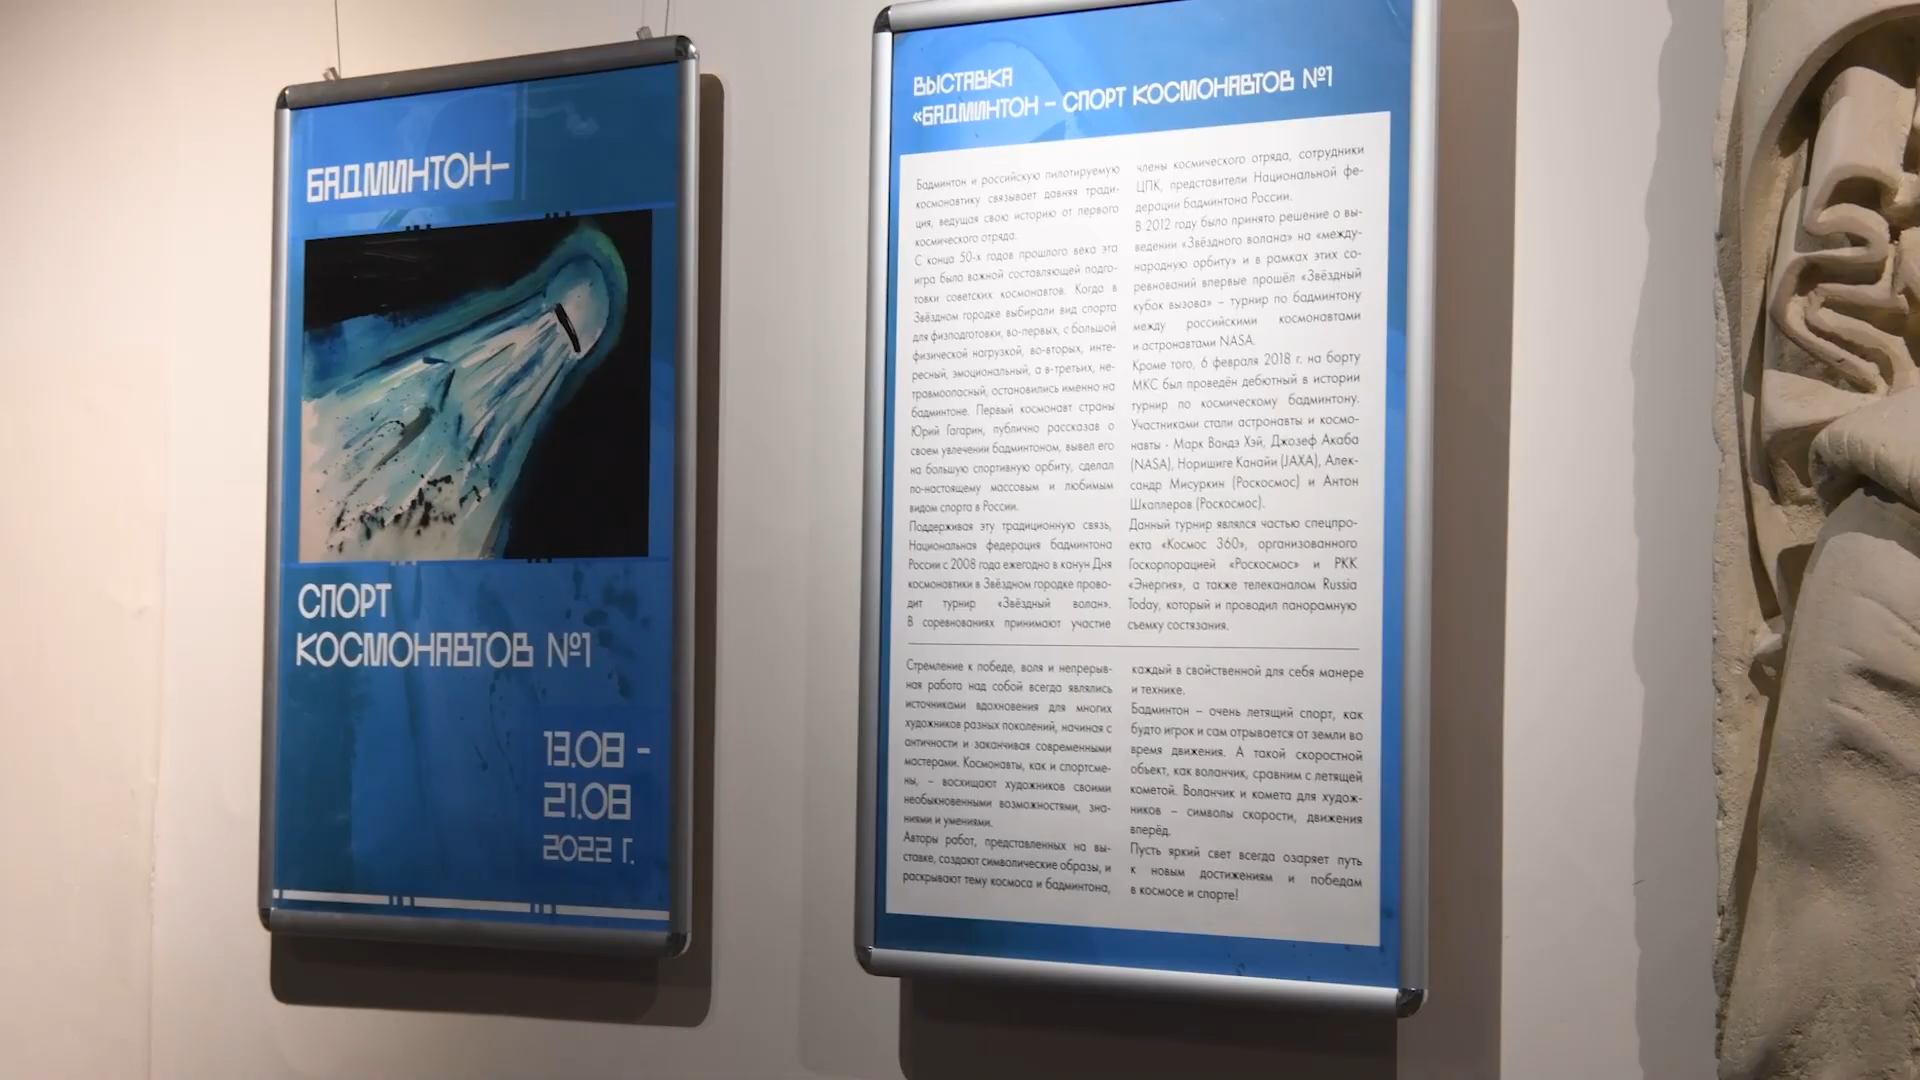 БАДМИНТОН–
СПОРТ
КОСМОНАВТОВ №1
13.08 –
21.08
2022 Г.
ВЫСТАВКА
«БАДМИНТОН – СПОРТ КОСМОНАВТОВ №1
Бадминтон и российскую пилотируемую
космонавтику связывает давняя тради-
ция, ведущая свою историю от первого
космического отряда.
С конца 50-х годов прошлого века эта
игра была важной составляющей подго-
товки советских космонавтов. Когда в
Звёздном городке выбирали вид спорта
для физподготовки, во-первых, с большой
физической нагрузкой, во-вторых, инте-
ресный, эмоциональный, а в-третьих, не-
травмоопасный, остановились именно на
бадминтоне. Первый космонавт страны
Юрий Гагарин, публично рассказав о
своем увлечении бадминтоном, вывел его
на большую спортивную орбиту, сделал
по-настоящему массовым и любимым
видом спорта в России.
Поддерживая эту традиционную связь,
Национальная федерация бадминтона
России с 2008 года ежегодно в канун Дня
космонавтики в Звёздном городке прово-
дит турнир «Звёздный волан».
В соревнованиях принимают участие
члены космического отряда, сотрудники
ЦПК, представители Национальной фе-
дерации бадминтона России.
В 2012 году было принято решение о вы-
ведении «Звёздного волана» на «между-
народную орбиту» и в рамках этих со-
ревнований впервые прошёл «Звёздный
кубок вызова» – турнир по бадминтону
между российскими космонавтами
и астронавтами NASA.
Кроме того, 6 февраля 2018 г. на борту
МКС был проведён дебютный в истории
турнир по космическому бадминтону.
Участниками стали астронавты и космо-
навты - Марк Вандэ Хэй, Джозеф Акаба
(NASA), Норишиге Канайи (JAXA), Алек-
сандр Мисуркин (Роскосмос) и Антон
Шкаплеров (Роскосмос).
Данный турнир являлся частью спецпро-
екта «Космос 360», организованного
Госкорпорацией «Роскосмос» и РКК
«Энергия», а также телеканалом Russia
Today, который и проводил панорамную
съемку состязания.
Стремление к победе, воля и непрерыв-
ная работа над собой всегда являлись
источниками вдохновения для многих
художников разных поколений, начиная с
античности и заканчивая современными
мастерами. Космонавты, как и спортсме-
ны, – восхищают художников своими
необыкновенными возможностями, зна-
ниями и умениями.
Авторы работ, представленных на вы-
ставке, создают символические образы, и
раскрывают тему космоса и бадминтона,
каждый в свойственной для себя манере
и технике.
Бадминтон – очень летящий спорт, как
будто игрок и сам отрывается от земли во
время движения. А такой скоростной
объект, как воланчик, сравним с летящей
кометой. Воланчик и комета для худож-
ников – символы скорости, движения
вперёд.
Пусть яркий свет всегда озаряет путь
к новым достижениям и победам
в космосе и спорте!